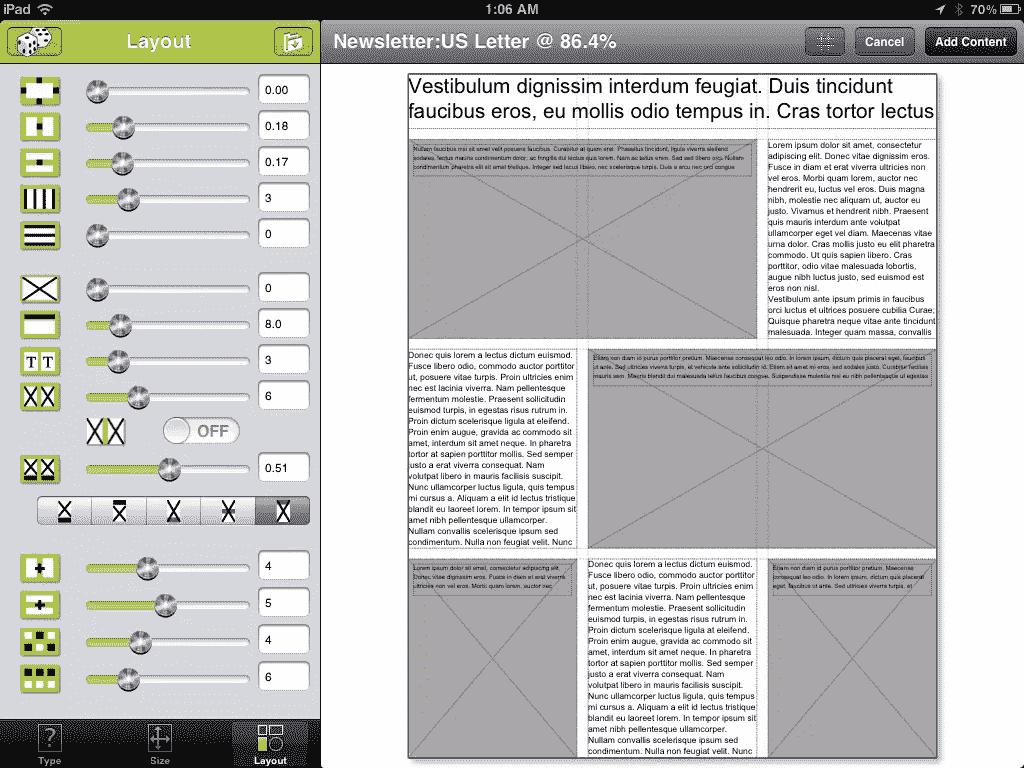 iPad
1:06 AM
70%
Layout
Newsletter:US Letter @ 86.4%
Cancel
Add Content
0.00
0.18
0.17
3
0
0
8.0
T T
3
6
OFF
0.51
4
5
4
6
?
Type
Size
Layout
Vestibulum dignissim interdum feugiat. Duis tincidunt
faucibus eros, eu mollis odio tempus in. Cras tortor lectus
Nullam faucibus nisi sit amet velit posuere faucibus. Curabitur at quam erat. Phasellus tincidunt, ligula viverra eleifend
sodales, lectus mauris condimentum dolor, ac fringilla dui lectus quis lorem. Nam ac tellus enim. Sed sed libero orci. Nullam
condimentum pharetra elit sit amet tristique. Integer sed lacus libero, nec scelerisque turpis. Duis a arcu nec orci congue
Lorem ipsum dolor sit amet, consectetur
adipiscing elit. Donec vitae dignissim eros.
Fusce in diam et erat viverra ultricies non
vel eros. Morbi quam lorem, auctor nec
hendrerit eu, luctus vel eros. Duis magna
nibh, molestie nec aliquam ut, auctor eu
justo. Vivamus et hendrerit nibh. Praesent
quis mauris interdum ante volutpat
ullamcorper eget vel diam. Maecenas vitae
urna dolor. Cras mollis justo eu elit pharetra
commodo. Ut quis sapien libero. Cras
porttitor, odio vitae malesuada lobortis,
augue nibh luctus justo, sed euismod est
eros non nisl.
Vestibulum ante ipsum primis in faucibus
orci luctus et ultrices posuere cubilia Curae;
Quisque pharetra neque vitae ante tincidunt
malesuada. Integer quam massa, convallis
Donec quis lorem a lectus dictum euismod.
Fusce libero odio, commodo auctor porttitor
ut, posuere vitae turpis. Proin ultricies enim
nec est lacinia viverra. Nam pellentesque
fermentum molestie. Praesent sollicitudin
euismod turpis, in egestas risus rutrum in.
Proin dictum scelerisque ligula at eleifend.
Proin enim augue, gravida ac commodo sit
amet, interdum sit amet neque. In pharetra
tortor at sapien porttitor mollis. Sed semper
justo a erat viverra consequat. Nam
volutpat libero in mauris facilisis suscipit.
Nunc ullamcorper luctus ligula, quis tempus
mi cursus a. Aliquam a elit id lectus tristique
blandit eu laoreet lorem. In tempor ipsum sit
amet nibh pellentesque ullamcorper.
Nullam convallis scelerisque ipsum sed
condimentum. Nulla non feugiat velit. Nunc
Etiam non diam id purus porttitor pretium. Maecenas consequat leo odio. In lorem ipsum, dictum quis placerat eget, faucibus
ut ante. Sed ultricies viverra turpis, et vehicula ante sollicitudin id. Etiam sit amet mi eros, sed sodales justo. Curabitur facilisis
mauris sem. Mauris blandit dui malesuada tellus faucibus congue. Suspendisse molestie nisi eu nibh pellentesque ut egestas
Lorem ipsum dolor sit amet, consectetur adipiscing elit.
Donec vitae dignissim eros. Fusce in diam et erat viverra
ultricies non vel eros. Morbi quam lorem, auctor nec
Donec quis lorem a lectus dictum euismod.
Fusce libero odio, commodo auctor porttitor
ut, posuere vitae turpis. Proin ultricies enim
nec est lacinia viverra. Nam pellentesque
fermentum molestie. Praesent sollicitudin
euismod turpis, in egestas risus rutrum in.
Proin dictum scelerisque ligula at eleifend.
Proin enim augue, gravida ac commodo sit
amet, interdum sit amet neque. In pharetra
tortor at sapien porttitor mollis. Sed semper
justo a erat viverra consequat. Nam
volutpat libero in mauris facilisis suscipit.
Nunc ullamcorper luctus ligula, quis tempus
mi cursus a. Aliquam a elit id lectus tristique
blandit eu laoreet lorem. In tempor ipsum sit
amet nibh pellentesque ullamcorper.
Nullam convallis scelerisque ipsum sed
condimentum. Nulla non feugiat velit. Nunc
Etiam non diam id purus porttitor pretium. Maecenas
consequat leo odio. In lorem ipsum, dictum quis placerat
eget, faucibus ut ante. Sed ultricies viverra turpis, et